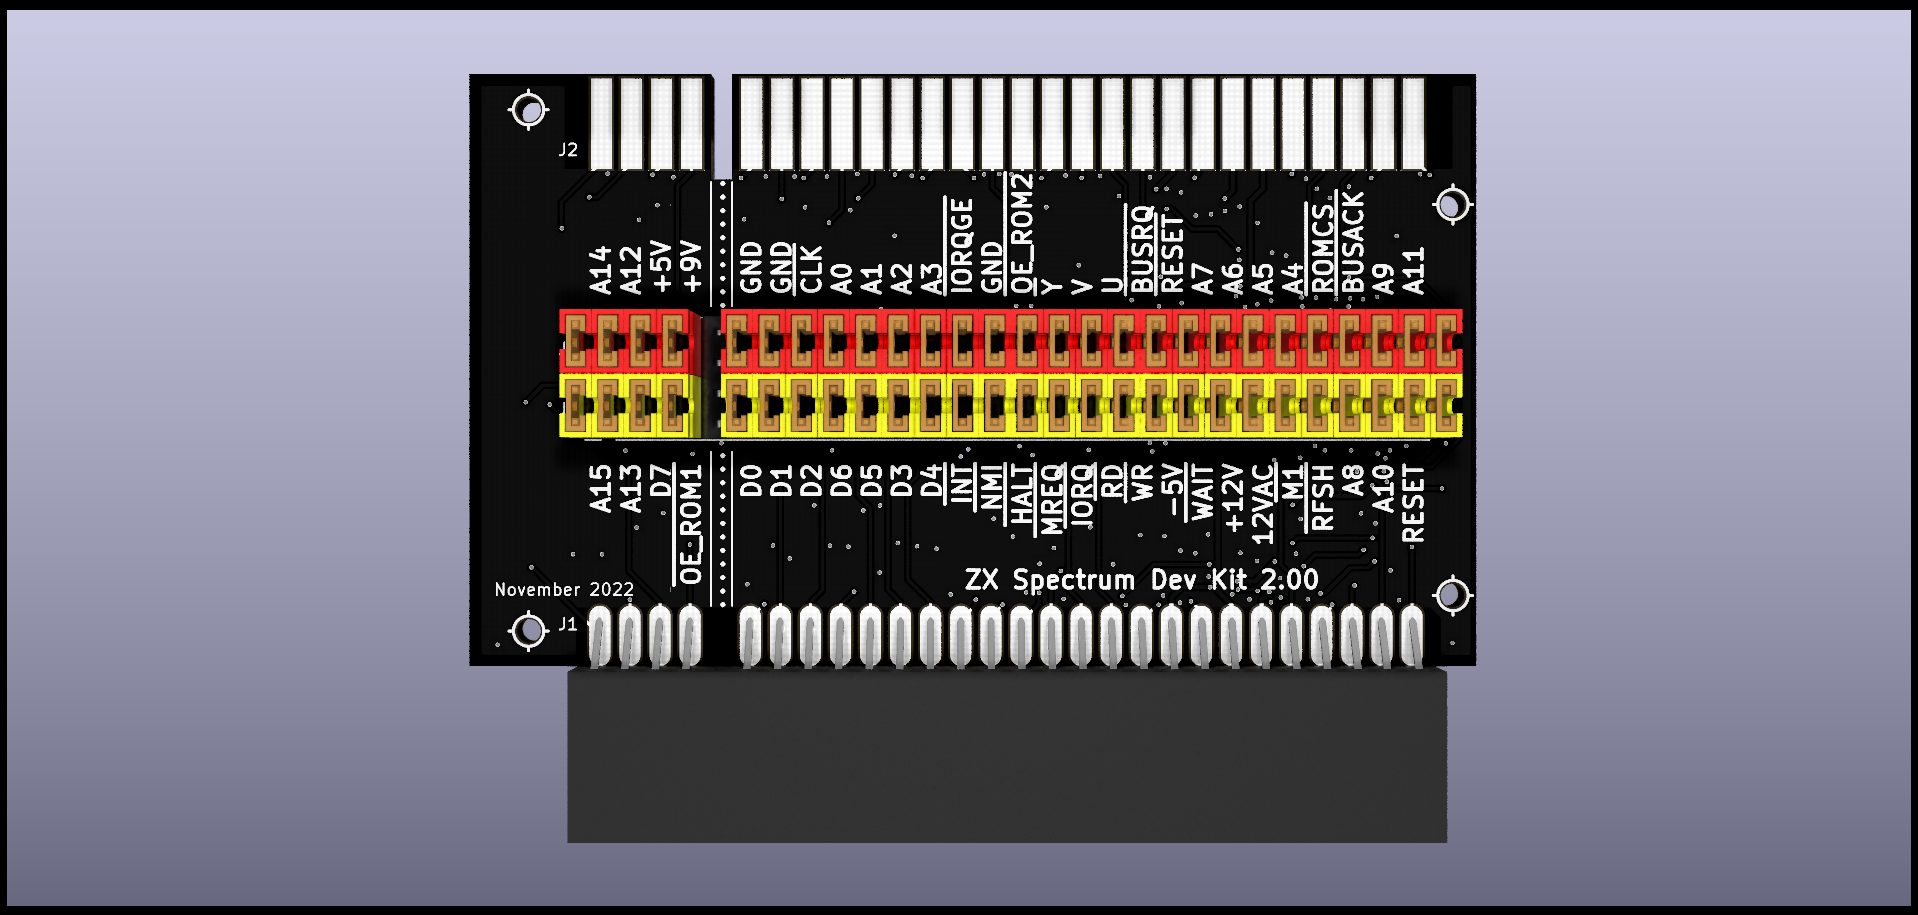 J2
A14 A12 +5V +9V GND GND CLK A0 A1 A2 A3 IORQGE GND OE_ROM2 Y V U BUSRQ RESET A7 A6 A5 A4 ROMCS BUSACK A9 A11
A15 A13 D7 OE_ROM1 D0 D1 D2 D6 D5 D3 D4 INT NMI HALT MREQ IORQ RD WR -5V WAIT +12V 12VAC M1 RFSH A8 A10 RESET
ZX Spectrum Dev Kit 2.00
November 2022
J1